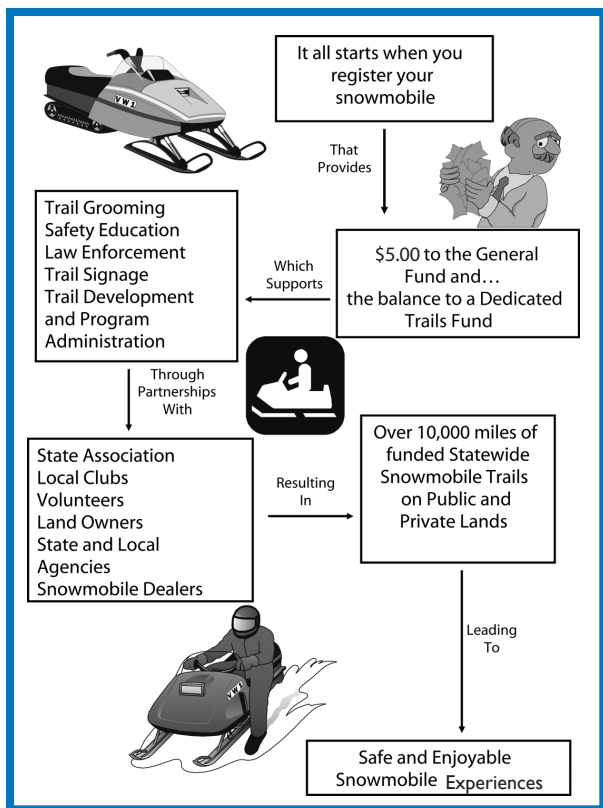 It all starts when you
register your
snowmobile
That
Provides
$5.00 to the General
Fund and…
the balance to a Dedicated
Trails Fund
Which
Supports
Trail Grooming
Safety Education
Law Enforcement
Trail Signage
Trail Development
and Program
Administration
Through
Partnerships
With
State Association
Local Clubs
Volunteers
Land Owners
State and Local
Agencies
Snowmobile Dealers
Resulting
In
Over 10,000 miles of
funded Statewide
Snowmobile Trails
on Public and
Private Lands
Leading
To
Safe and Enjoyable
Snowmobile Experiences
VW1
VW1